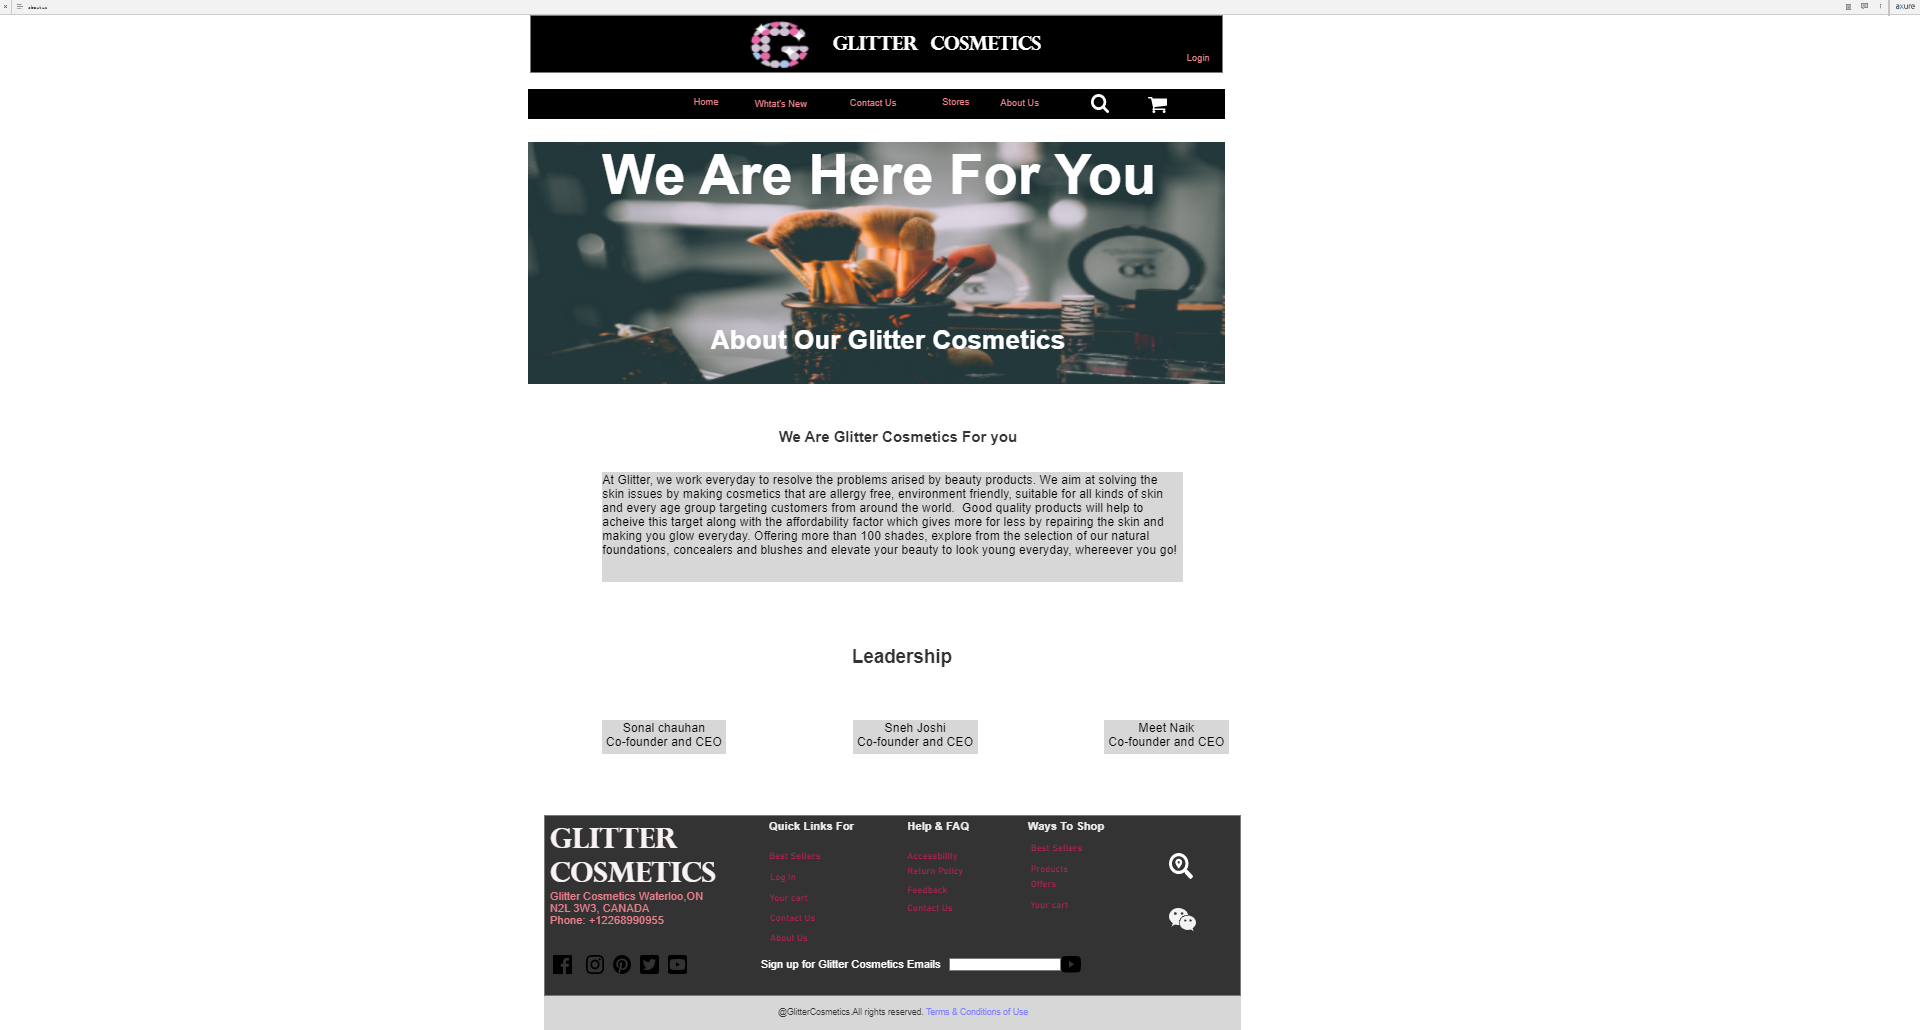 about us
axure
GLITTER COSMETICS
Login
Home
Whtat's New
Contact Us
Stores
About Us
We Are Here For You
About Our Glitter Cosmetics
We Are Glitter Cosmetics For you
At Glitter, we work everyday to resolve the problems arised by beauty products. We aim at solving the
skin issues by making cosmetics that are allergy free, environment friendly, suitable for all kinds of skin
and every age group targeting customers from around the world.  Good quality products will help to
acheive this target along with the affordability factor which gives more for less by repairing the skin and
making you glow everyday. Offering more than 100 shades, explore from the selection of our natural
foundations, concealers and blushes and elevate your beauty to look young everyday, whereever you go!
Leadership
Sonal chauhan
Co-founder and CEO
Sneh Joshi
Co-founder and CEO
Meet Naik
Co-founder and CEO
GLITTER
COSMETICS
Glitter Cosmetics Waterloo,ON
N2L 3W3, CANADA
Phone: +12268990955
Quick Links For
Best Sellers
Log In
Your cart
Contact Us
About Us
Help & FAQ
Accessbility
Return Policy
Feedback
Contact Us
Ways To Shop
Best Sellers
Products
Offers
Your cart
Sign up for Glitter Cosmetics Emails
@GlitterCosmetics.All rights reserved. Terms & Conditions of Use